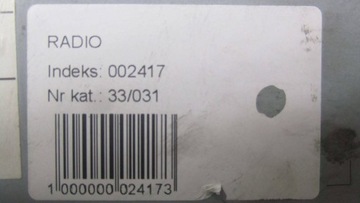 RADIO
Indeks: 002417
Nr kat.: 33/031
1 000000 024173